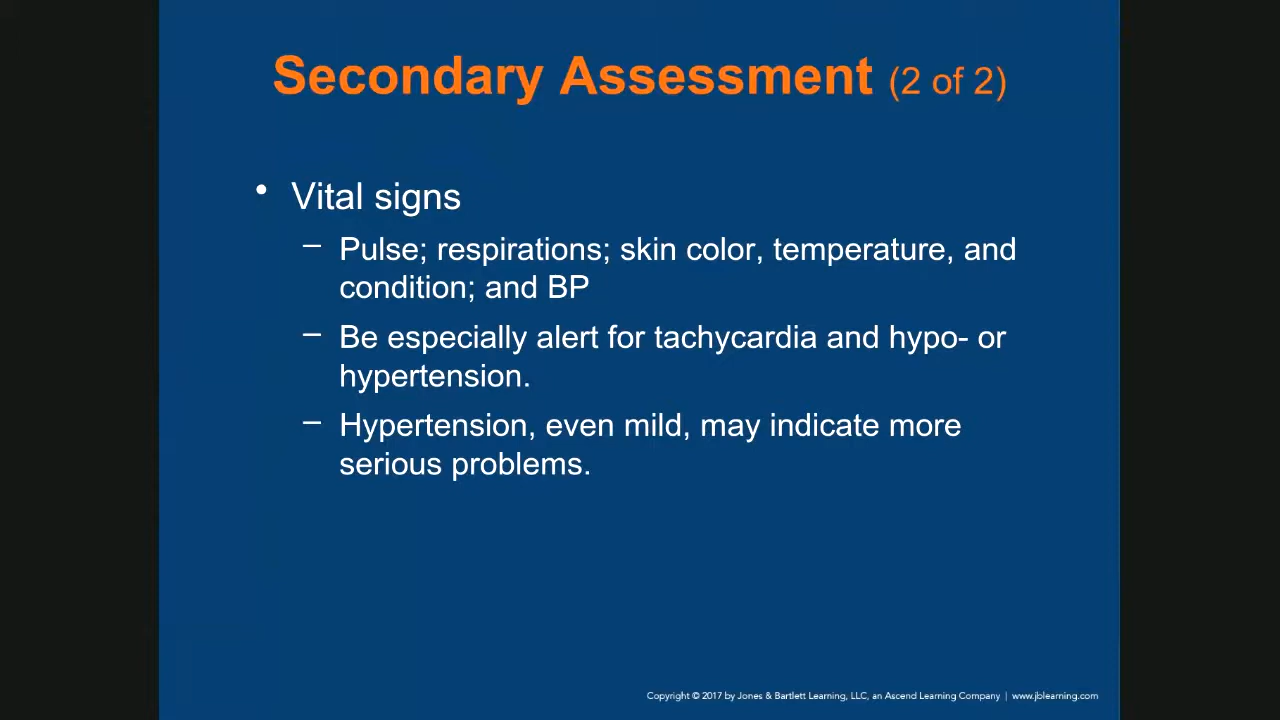 Secondary Assessment (2 of 2)
• Vital signs
– Pulse; respirations; skin color, temperature, and
condition; and BP
– Be especially alert for tachycardia and hypo- or
hypertension.
– Hypertension, even mild, may indicate more
serious problems.
Copyright © 2017 by Jones & Bartlett Learning, LLC, an Ascend Learning Company | www.jblearning.com